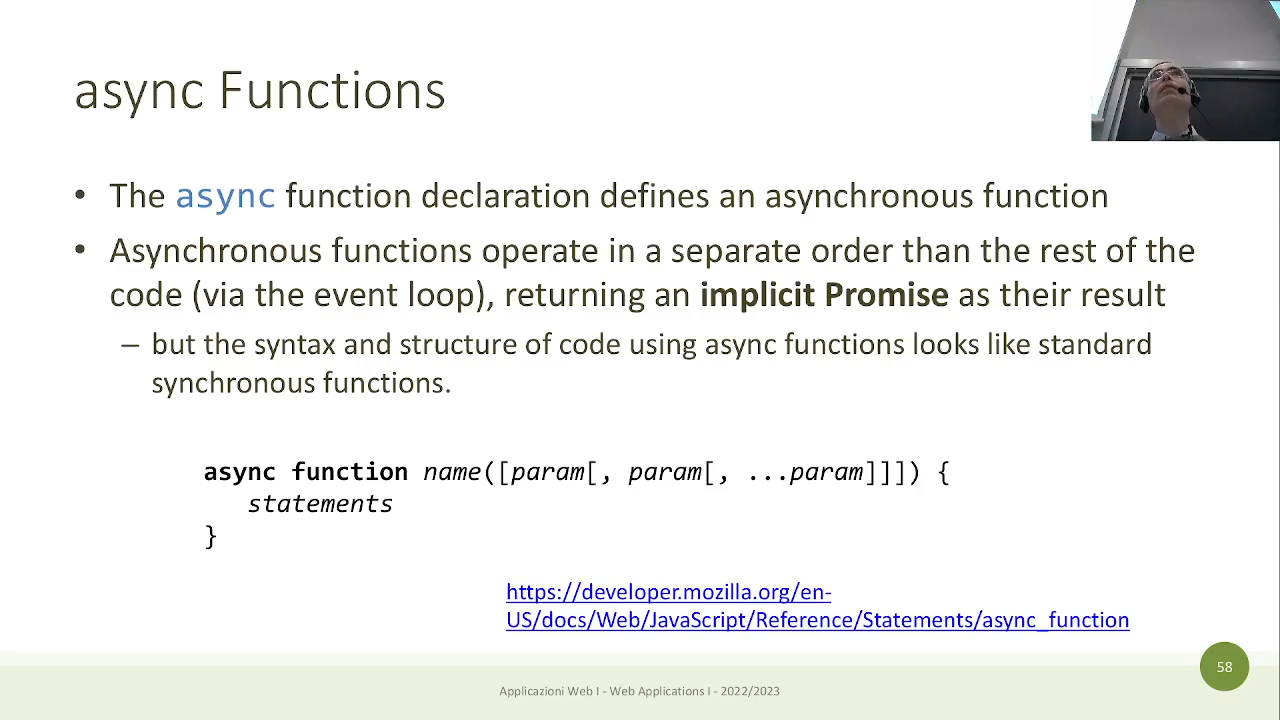 async Functions
• The async function declaration defines an asynchronous function
• Asynchronous functions operate in a separate order than the rest of the
code (via the event loop), returning an implicit Promise as their result
– but the syntax and structure of code using async functions looks like standard
synchronous functions.
async function name([param[, param[, ...param]]]) {
statements
}
https://developer.mozilla.org/en-
US/docs/Web/JavaScript/Reference/Statements/async_function
58
Applicazioni Web I - Web Applications I - 2022/2023